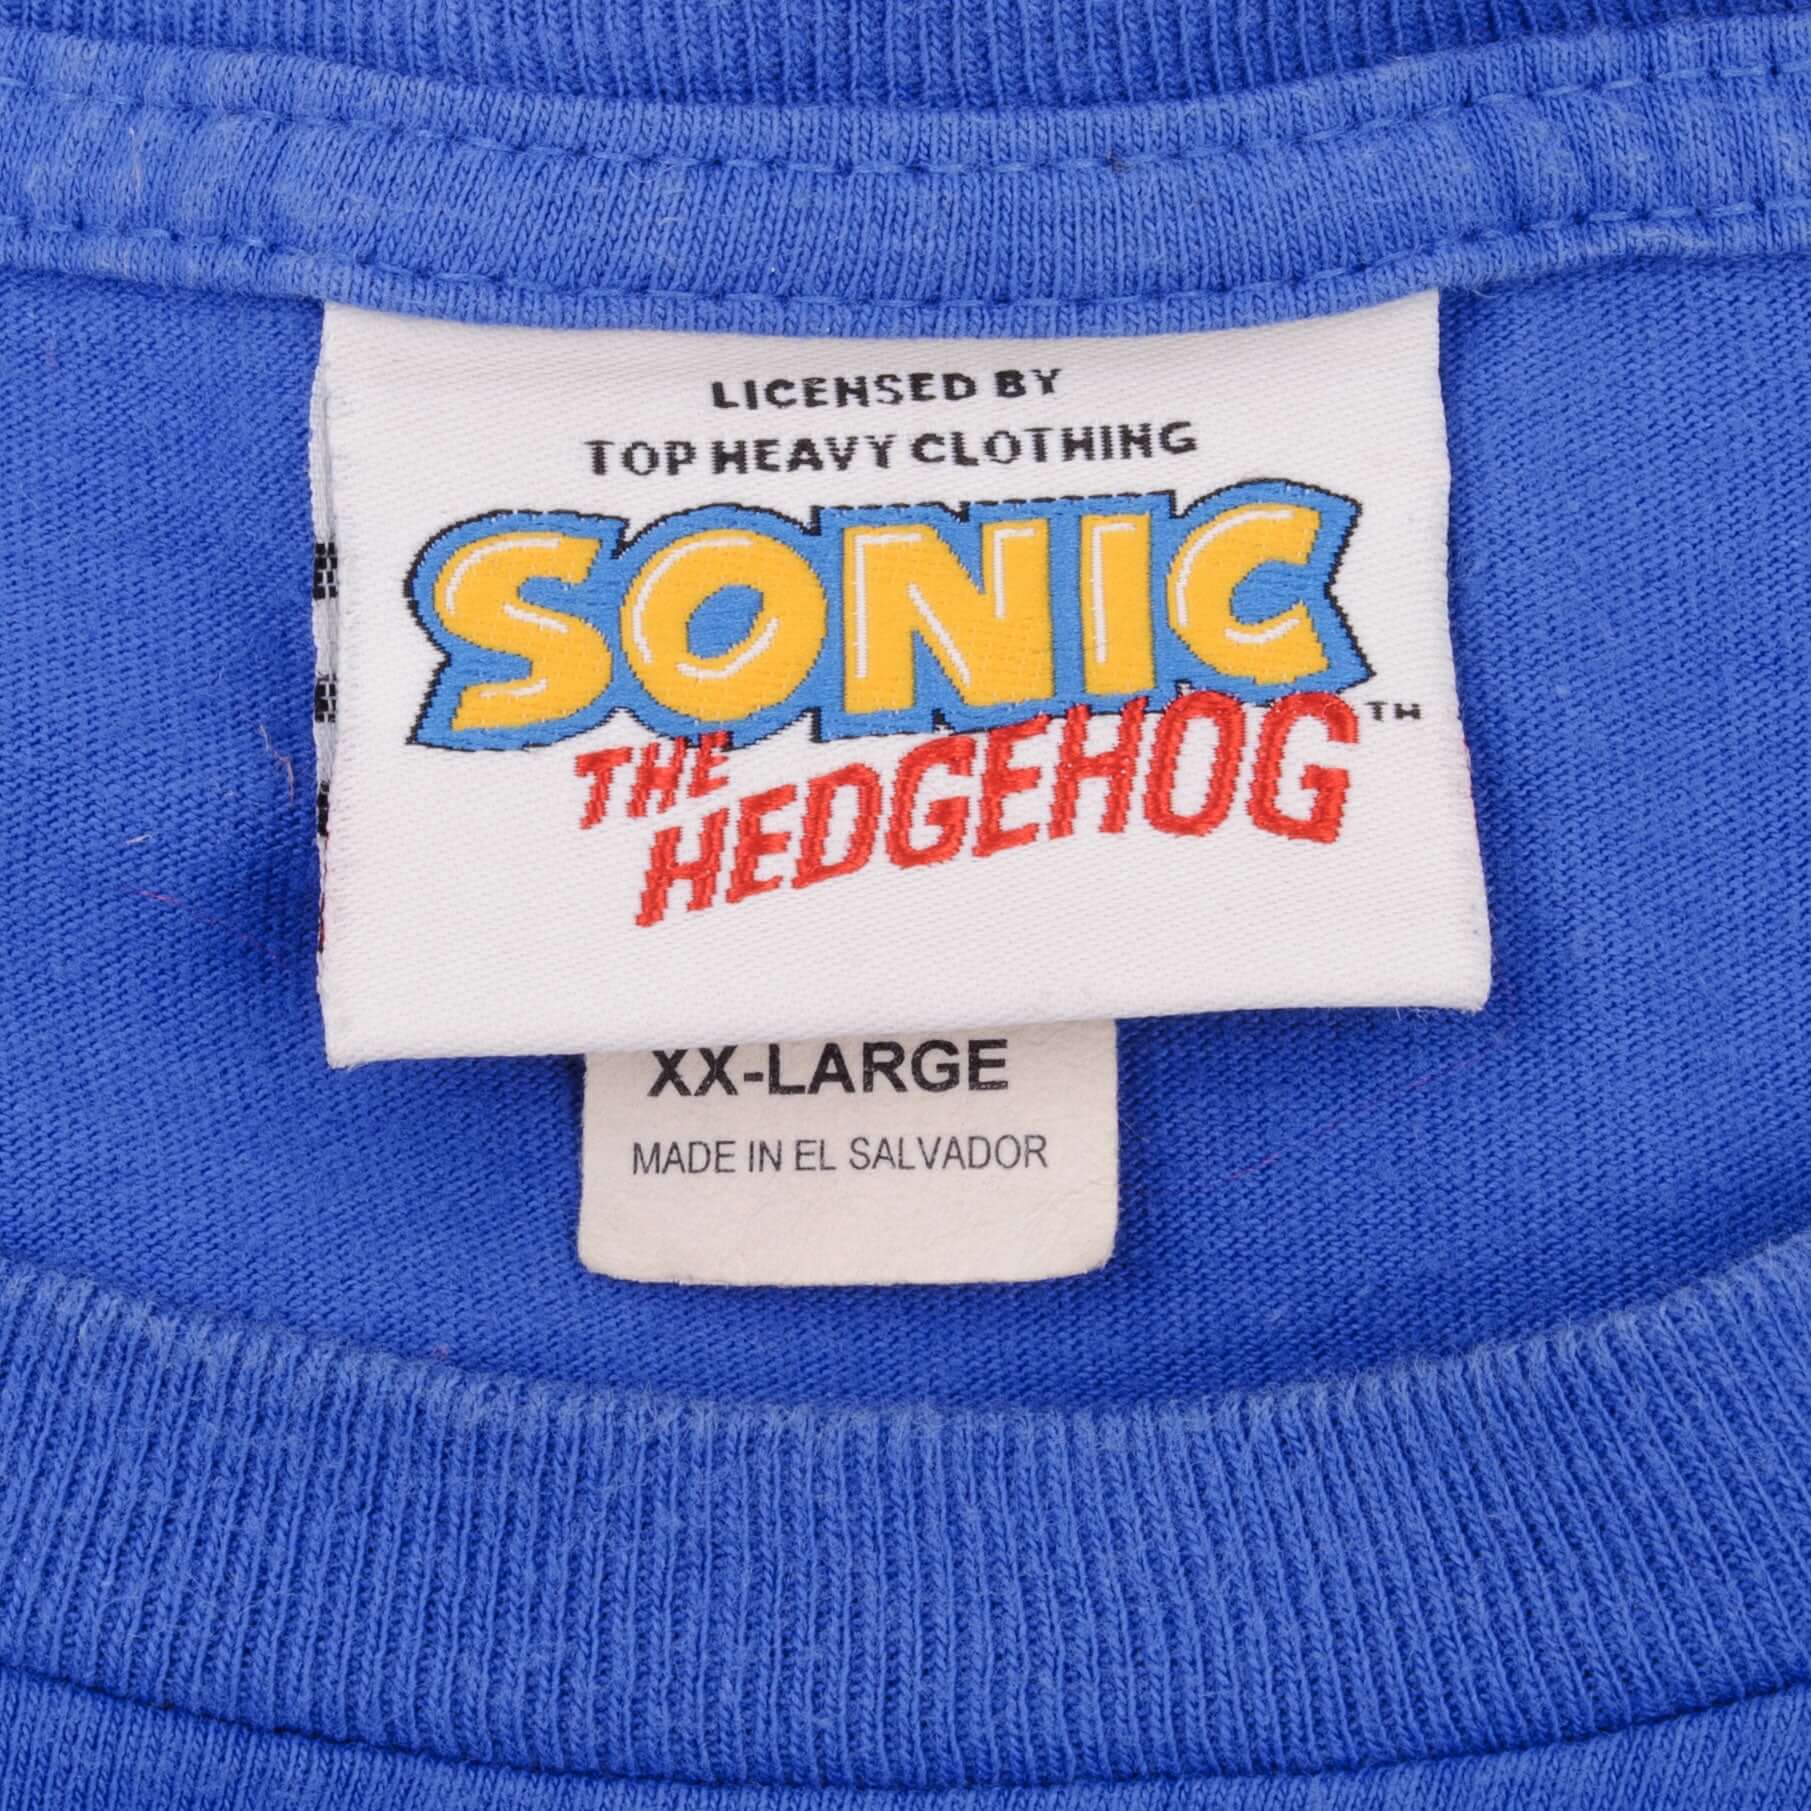 LICENSED BY
TOP HEAVY CLOTHING
SONIC
THE
HEDGEHOG™
XX-LARGE
MADE IN EL SALVADOR